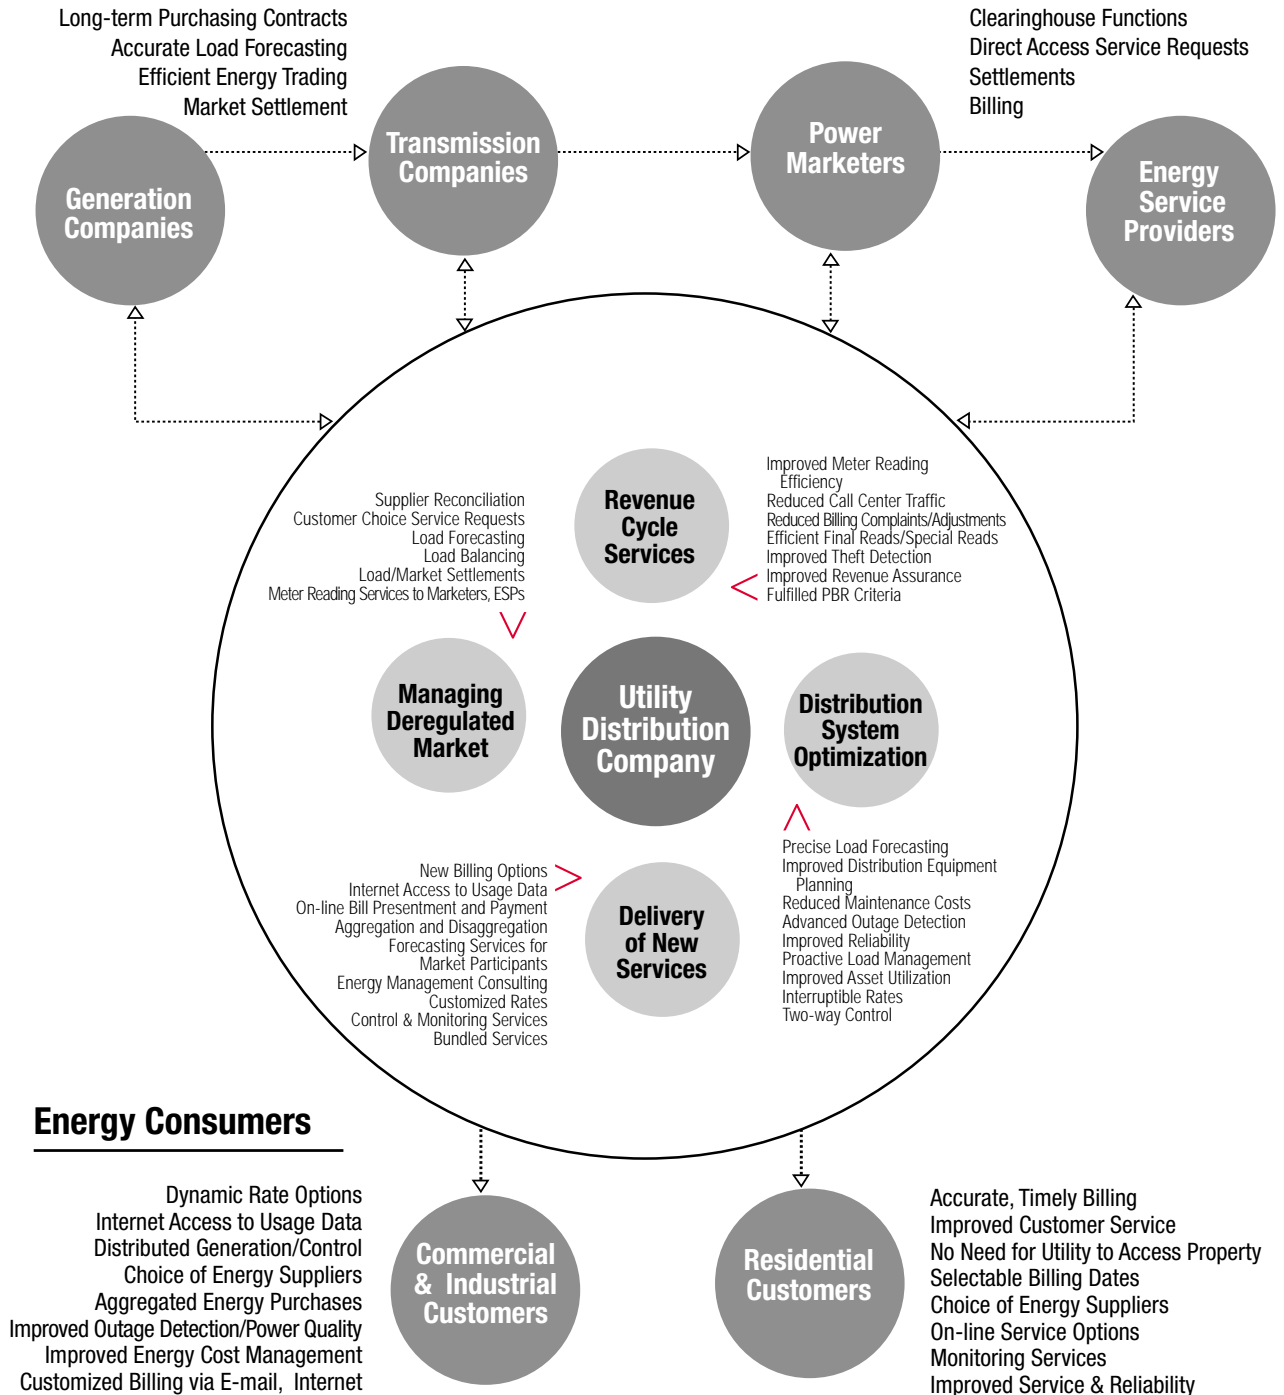 Long-term Purchasing Contracts
Accurate Load Forecasting
Efficient Energy Trading
Market Settlement
Clearinghouse Functions
Direct Access Service Requests
Settlements
Billing
Generation
Companies
Transmission
Companies
Power
Marketers
Energy
Service
Providers
Supplier Reconciliation
Customer Choice Service Requests
Load Forecasting
Load Balancing
Load/Market Settlements
Meter Reading Services to Marketers, ESPs
Revenue
Cycle
Services
Improved Meter Reading
Efficiency
Reduced Call Center Traffic
Reduced Billing Complaints/Adjustments
Efficient Final Reads/Special Reads
Improved Theft Detection
Improved Revenue Assurance
Fulfilled PBR Criteria
Managing
Deregulated
Market
Utility
Distribution
Company
Distribution
System
Optimization
New Billing Options
Internet Access to Usage Data
On-line Bill Presentment and Payment
Aggregation and Disaggregation
Forecasting Services for
Market Participants
Energy Management Consulting
Customized Rates
Control & Monitoring Services
Bundled Services
Delivery
of New
Services
Precise Load Forecasting
Improved Distribution Equipment
Planning
Reduced Maintenance Costs
Advanced Outage Detection
Improved Reliability
Proactive Load Management
Improved Asset Utilization
Interruptible Rates
Two-way Control
Energy Consumers
Dynamic Rate Options
Internet Access to Usage Data
Distributed Generation/Control
Choice of Energy Suppliers
Aggregated Energy Purchases
Improved Outage Detection/Power Quality
Improved Energy Cost Management
Customized Billing via E-mail, Internet
Commercial
& Industrial
Customers
Residential
Customers
Accurate, Timely Billing
Improved Customer Service
No Need for Utility to Access Property
Selectable Billing Dates
Choice of Energy Suppliers
On-line Service Options
Monitoring Services
Improved Service & Reliability